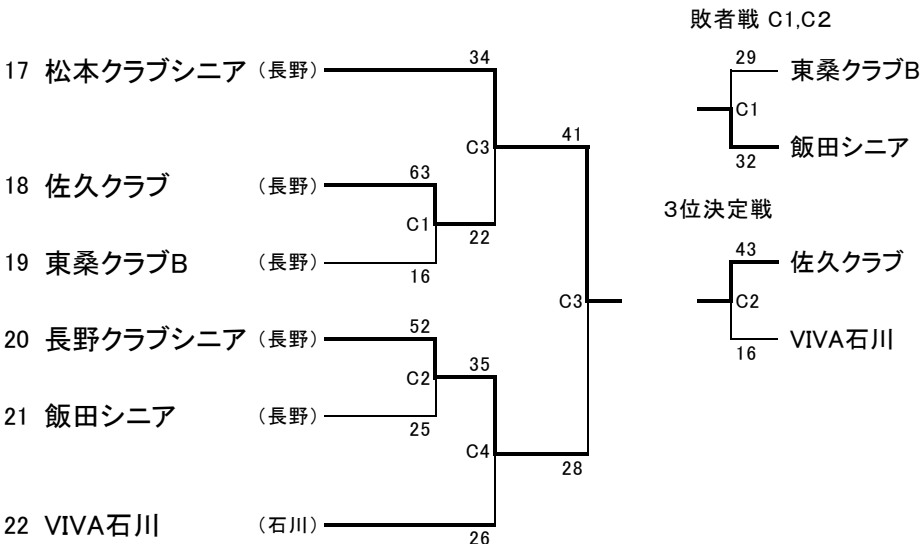 敗者戦 C1,C2
17 松本クラブシニア (長野) 34
C3 41
18 佐久クラブ (長野) 63
C1 22
19 東桑クラブB (長野) 16
C3
20 長野クラブシニア (長野) 52
C2 35
21 飯田シニア (長野) 25
C4 28
22 VIVA石川 (石川) 26
29 東桑クラブB
C1
32 飯田シニア
3位決定戦
43 佐久クラブ
C2
16 VIVA石川